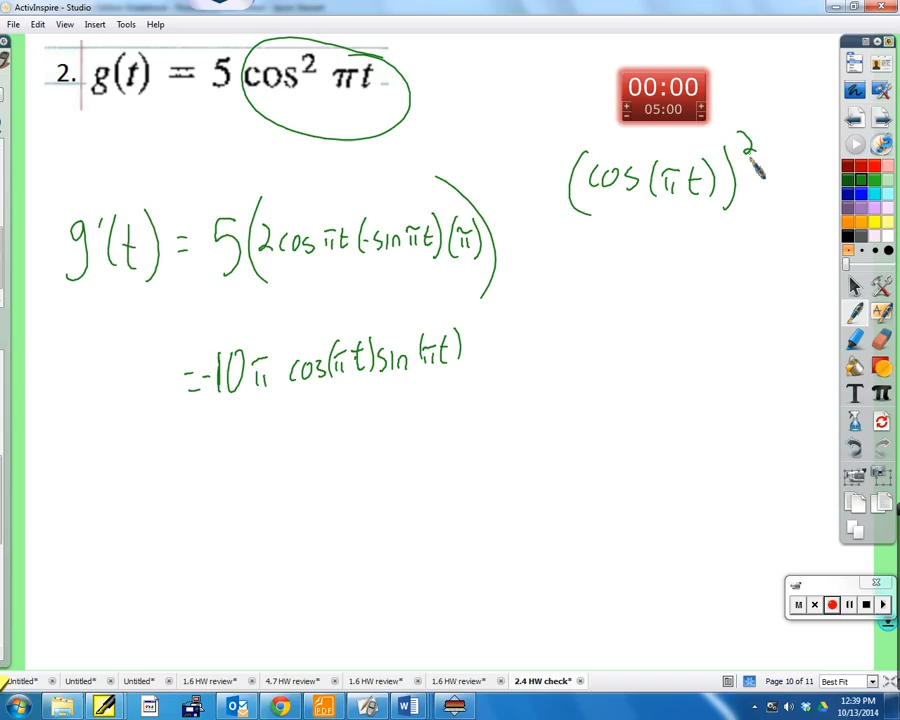 ActivInspire - Studio
File Edit View Insert Tools Help
2. g(t) = 5 cos² πt
00:00
05:00
(cos(πt))²
g'(t) = 5(2cos πt(-sin πt)(π))
= -10π cos(πt)sin(πt)
M
Untitled* Untitled* Untitled* 1.6 HW review* 4.7 HW review* 1.6 HW review* 1.6 HW review* 2.4 HW check* Page 10 of 11 Best Fit
12:39 PM
10/13/2014